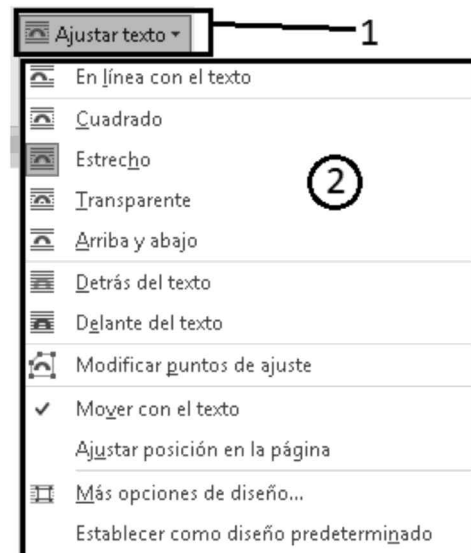 Ajustar texto
1
En línea con el texto
Cuadrado
Estrecho
2
Transparente
Arriba y abajo
Detrás del texto
Delante del texto
Modificar puntos de ajuste
Mover con el texto
Ajustar posición en la página
Más opciones de diseño...
Establecer como diseño predeterminado